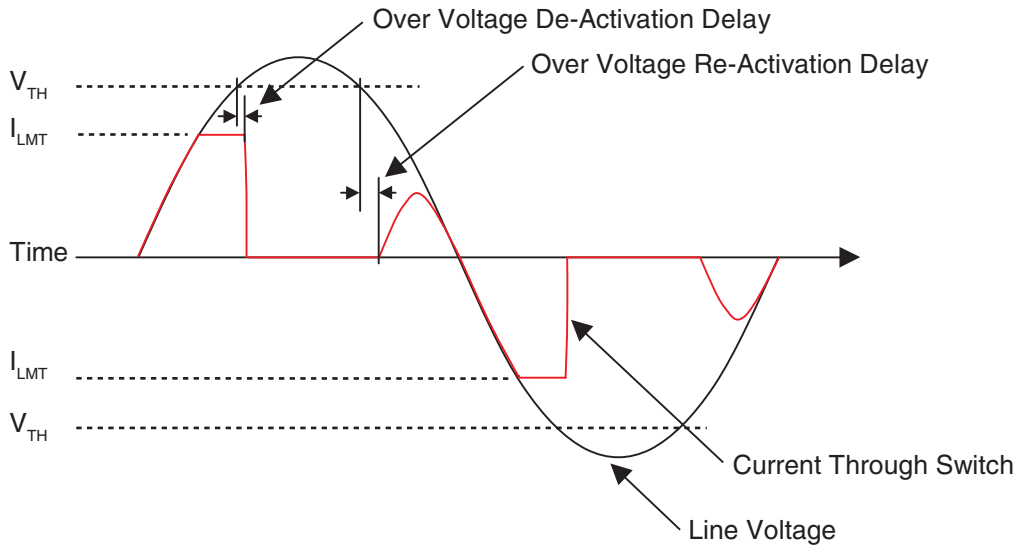 Over Voltage De-Activation Delay
Over Voltage Re-Activation Delay
V_TH
I_LMT
Time
I_LMT
V_TH
Current Through Switch
Line Voltage